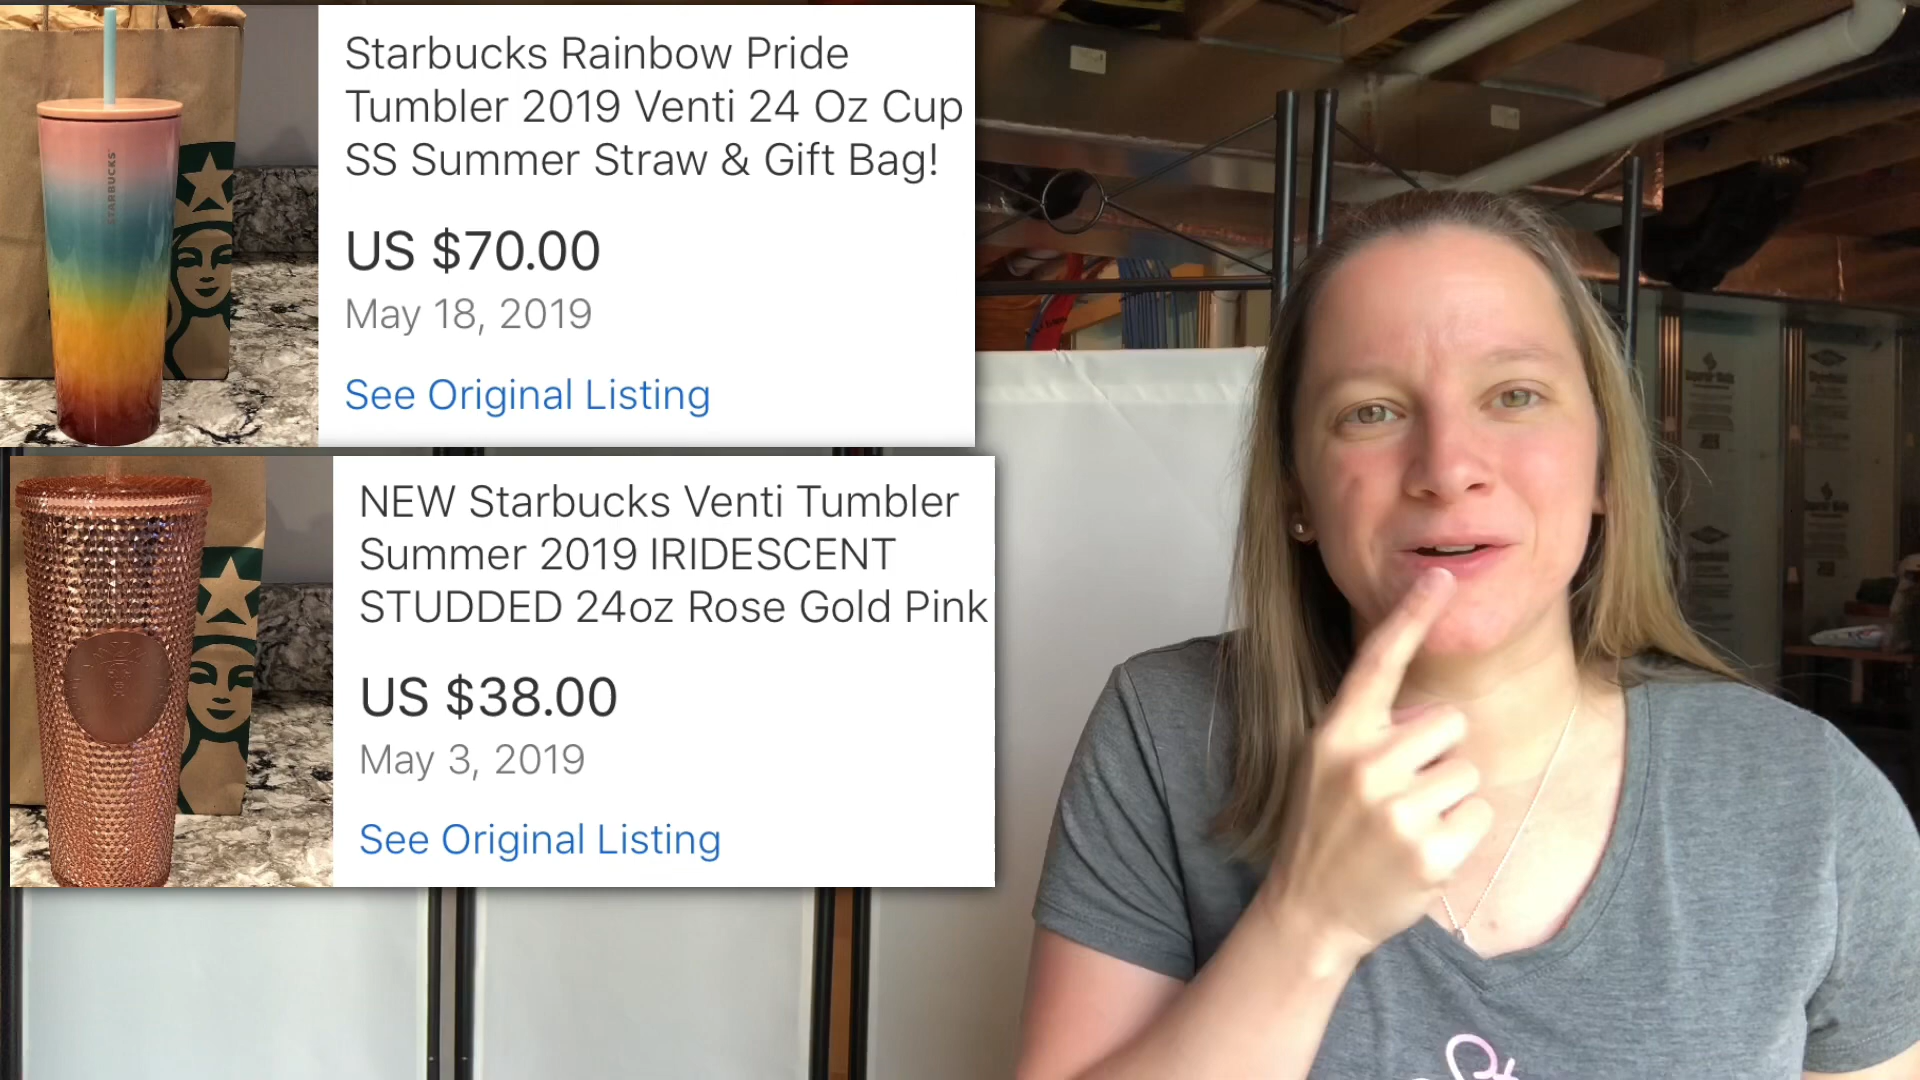 Starbucks Rainbow Pride
Tumbler 2019 Venti 24 Oz Cup
SS Summer Straw & Gift Bag!
US $70.00
May 18, 2019
See Original Listing
STARBUCKS
NEW Starbucks Venti Tumbler
Summer 2019 IRIDESCENT
STUDDED 24oz Rose Gold Pink
US $38.00
May 3, 2019
See Original Listing